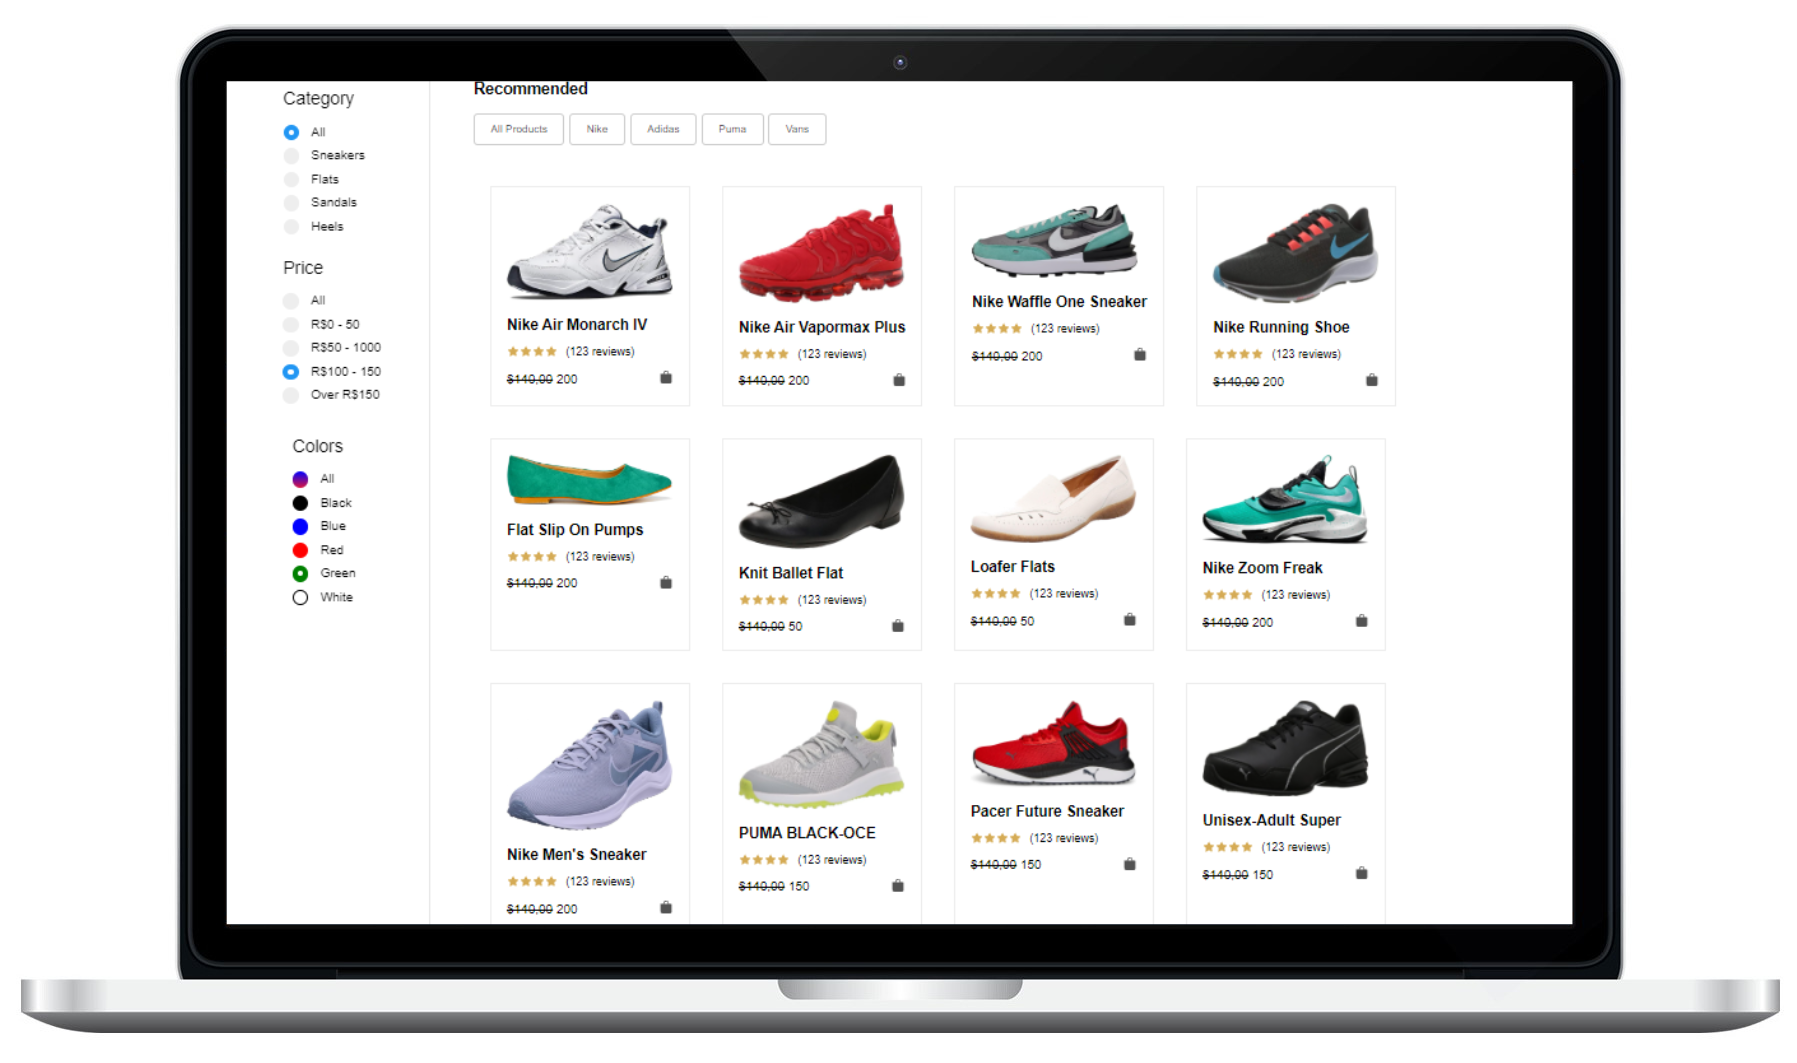 Category
All
Sneakers
Flats
Sandals
Heels
Price
All
R$0 - 50
R$50 - 1000
R$100 - 150
Over R$150
Colors
All
Black
Blue
Red
Green
White
Recommended
All Products Nike Adidas Puma Vans
Nike Air Monarch IV
(123 reviews)
$140,00 200
Nike Air Vapormax Plus
(123 reviews)
$140,00 200
Nike Waffle One Sneaker
(123 reviews)
$140,00 200
Nike Running Shoe
(123 reviews)
$140,00 200
Flat Slip On Pumps
(123 reviews)
$140,00 200
Knit Ballet Flat
(123 reviews)
$140,00 50
Loafer Flats
(123 reviews)
$140,00 50
Nike Zoom Freak
(123 reviews)
$140,00 200
Nike Men's Sneaker
(123 reviews)
$140,00 200
PUMA BLACK-OCE
(123 reviews)
$140,00 150
Pacer Future Sneaker
(123 reviews)
$140,00 150
Unisex-Adult Super
(123 reviews)
$140,00 150